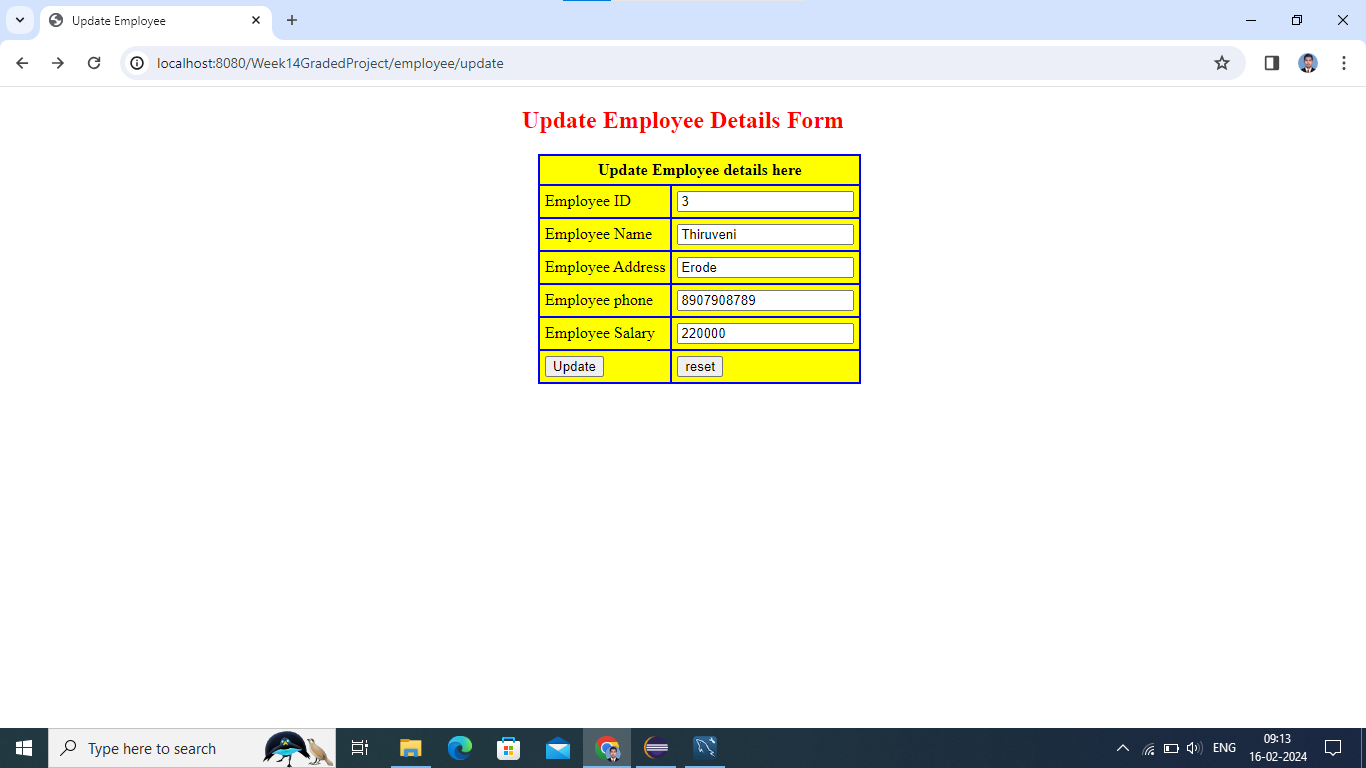 Update Employee
localhost:8080/Week14GradedProject/employee/update
Update Employee Details Form
Update Employee details here
Employee ID 3
Employee Name Thiruveni
Employee Address Erode
Employee phone 8907908789
Employee Salary 220000
Update reset
Type here to search
ENG
09:13
16-02-2024